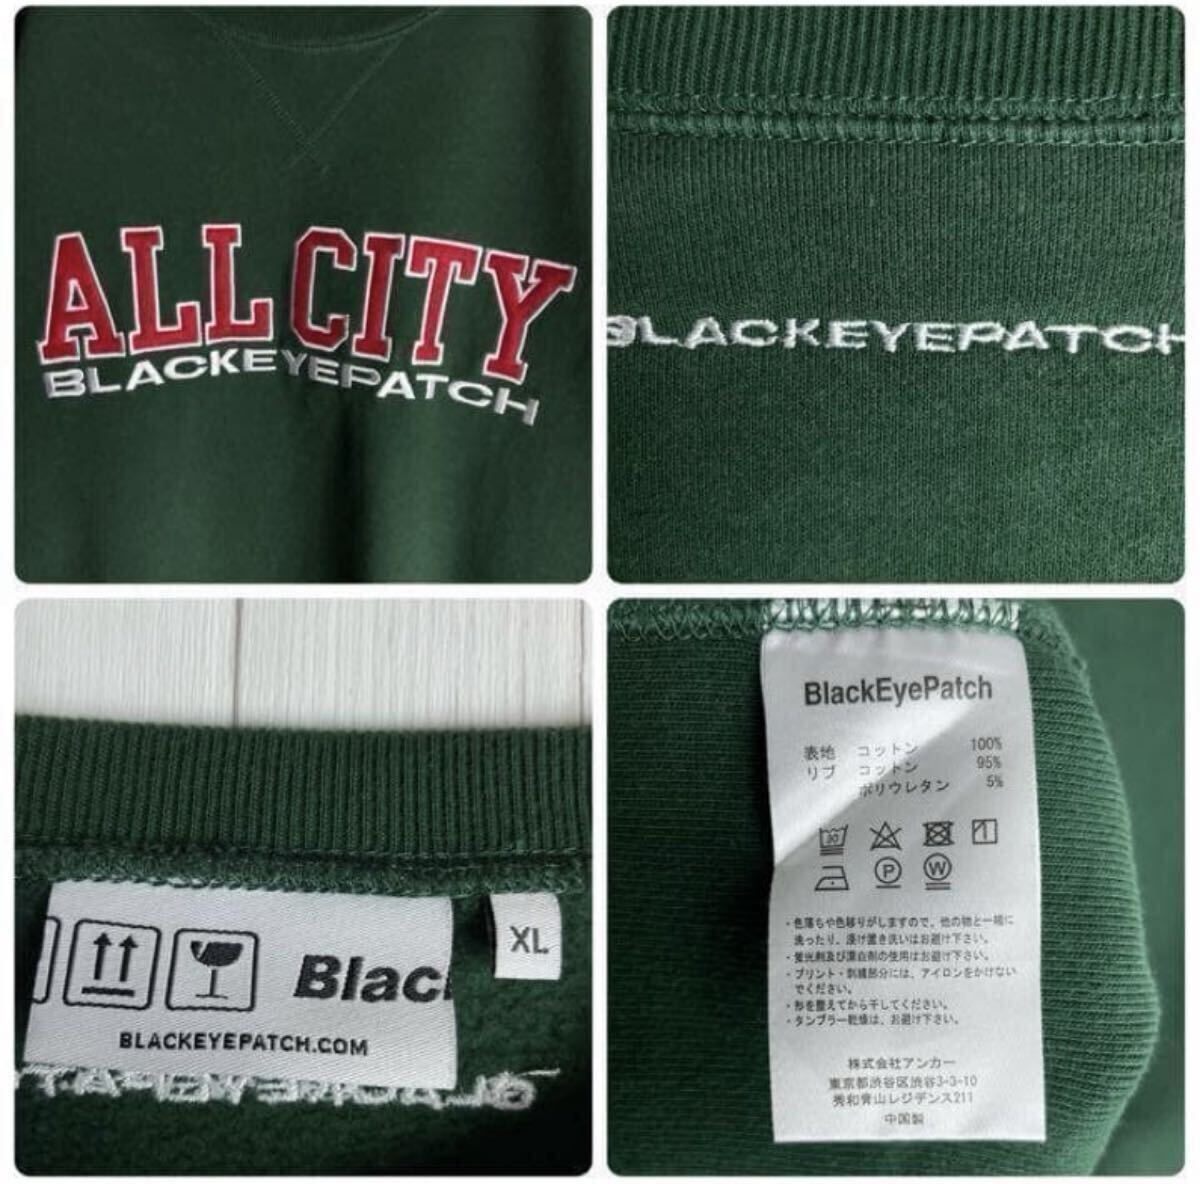 ALL CITY
BLACKEYEPATCH
BLACKEYEPATCH
Blac
BLACKEYEPATCH.COM
XL
BlackEyePatch
表地 コットン 100%
リブ コットン 95%
ポリウレタン 5%
30
P W
・色落ちや色移りがしますので、他の物と一緒に
洗ったり、浸け置き洗いはお避け下さい。
・蛍光剤及び漂白剤の使用はお避け下さい。
・プリント・刺繍部分には、アイロンをかけない
でください。
・形を整えてから干してください。
・タンブラー乾燥は、お避け下さい。
株式会社アンカー
東京都渋谷区渋谷3-3-10
秀和青山レジデンス211
中国製